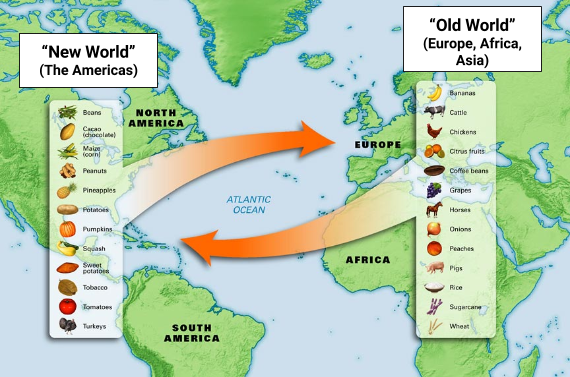 “New World”
(The Americas)
“Old World”
(Europe, Africa,
Asia)
Beans
Cacao
(chocolate)
Maize
(corn)
Peanuts
Pineapples
Potatoes
Pumpkins
Squash
Sweet
potatoes
Tobacco
Tomatoes
Turkeys
NORTH
AMERICA
EUROPE
ATLANTIC
OCEAN
AFRICA
SOUTH
AMERICA
Bananas
Cattle
Chickens
Citrus fruits
Coffee beans
Grapes
Horses
Onions
Peaches
Pigs
Rice
Sugarcane
Wheat